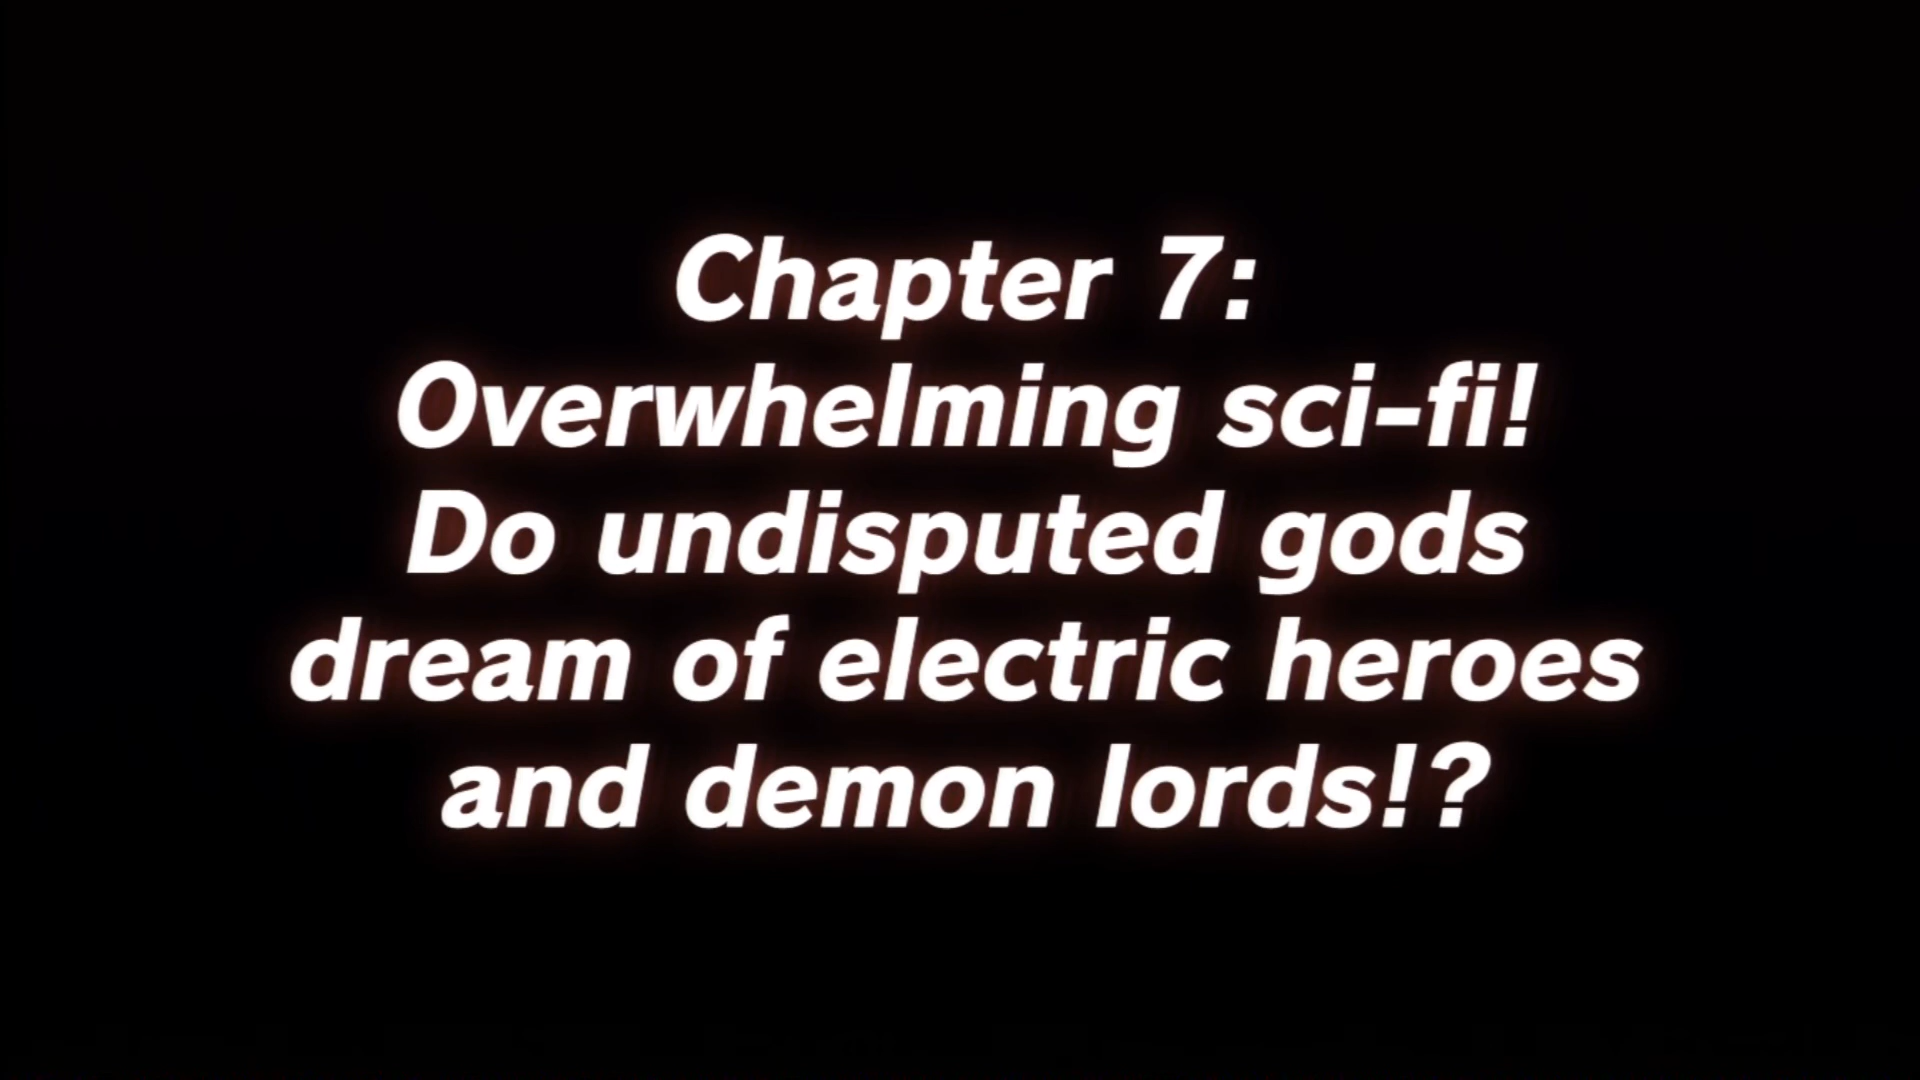 Chapter 7:
Overwhelming sci-fi!
Do undisputed gods
dream of electric heroes
and demon lords!?